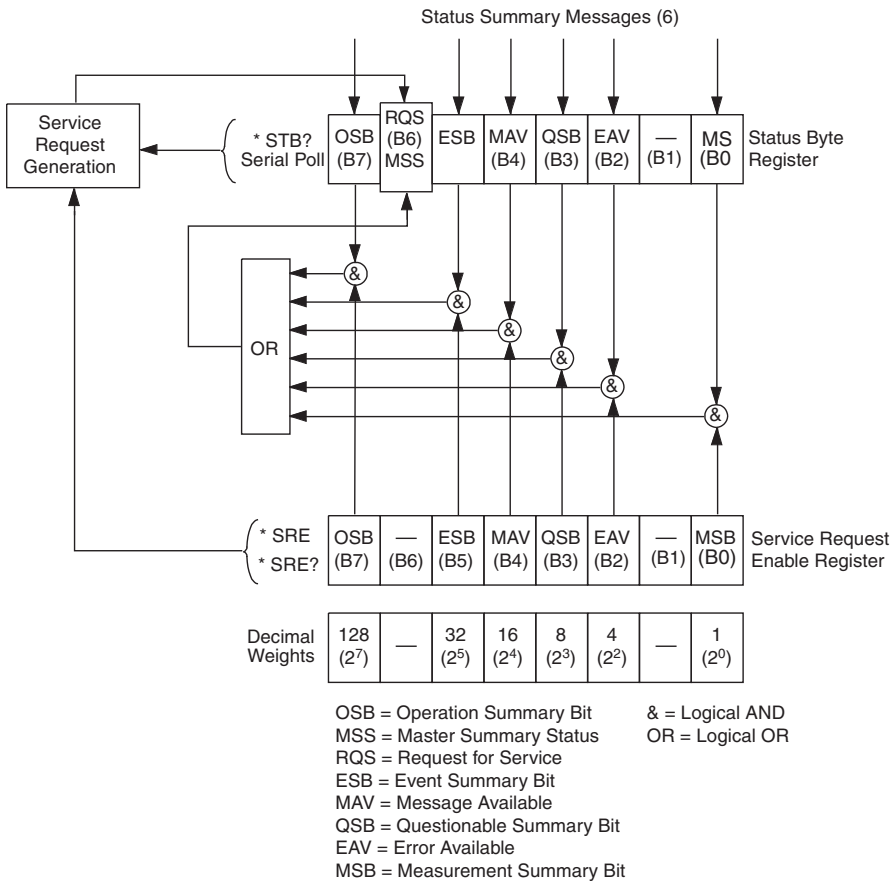 Status Summary Messages (6)
Service
Request
Generation
* STB?
Serial Poll
OSB
(B7)
RQS
(B6)
MSS
ESB
MAV
(B4)
QSB
(B3)
EAV
(B2)
—
(B1)
MS
(B0
Status Byte
Register
&
&
&
&
&
&
OR
* SRE
* SRE?
OSB
(B7)
—
(B6)
ESB
(B5)
MAV
(B4)
QSB
(B3)
EAV
(B2)
—
(B1)
MSB
(B0)
Service Request
Enable Register
Decimal
Weights
128
(2⁷)
—
32
(2⁵)
16
(2⁴)
8
(2³)
4
(2²)
—
1
(2⁰)
OSB = Operation Summary Bit
MSS = Master Summary Status
RQS = Request for Service
ESB = Event Summary Bit
MAV = Message Available
QSB = Questionable Summary Bit
EAV = Error Available
MSB = Measurement Summary Bit
& = Logical AND
OR = Logical OR